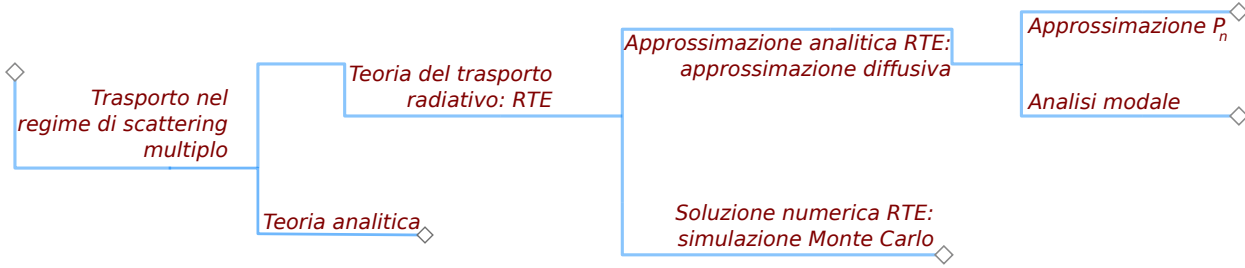 Trasporto nel
regime di scattering
multiplo
Teoria analitica
Teoria del trasporto
radiativo: RTE
Approssimazione analitica RTE:
approssimazione diffusiva
Soluzione numerica RTE:
simulazione Monte Carlo
Approssimazione Pn
Analisi modale